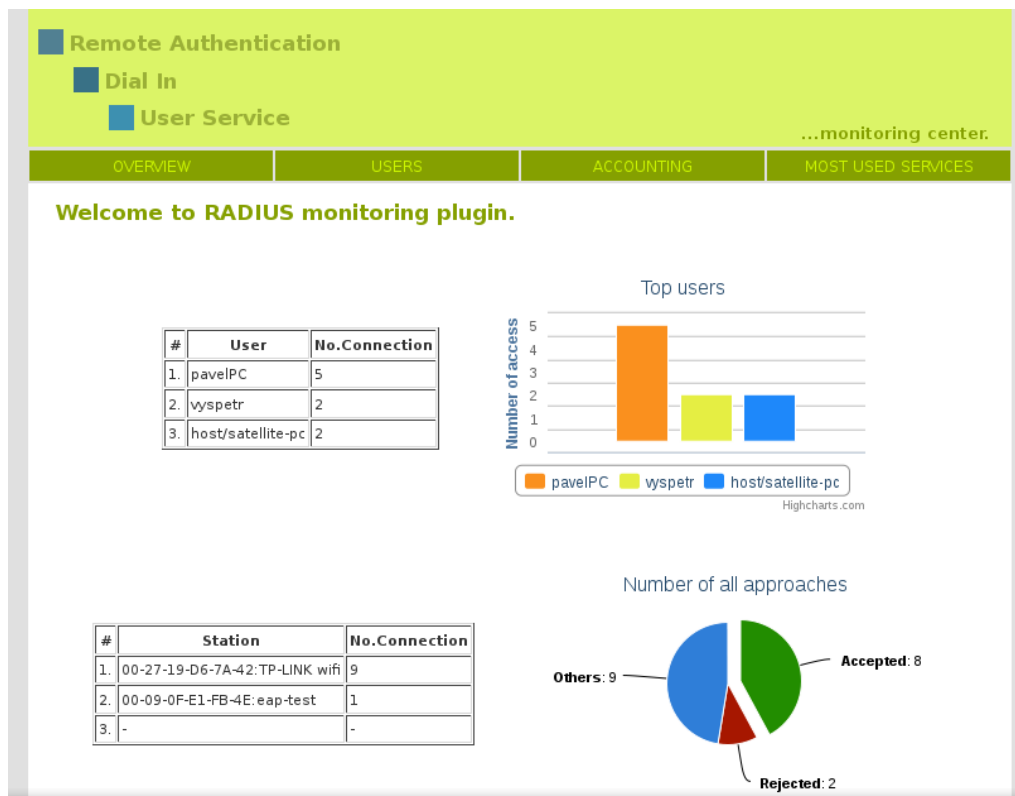 Remote Authentication
Dial In
User Service
...monitoring center.
OVERVIEW USERS ACCOUNTING MOST USED SERVICES
Welcome to RADIUS monitoring plugin.
# User No.Connection
1. pavelPC 5
2. vyspetr 2
3. host/satellite-pc 2
Top users
Number of access
5
4
3
2
1
0
pavelPC vyspetr host/satellite-pc
Highcharts.com
# Station No.Connection
1. 00-27-19-D6-7A-42:TP-LINK wifi 9
2. 00-09-0F-E1-FB-4E:eap-test 1
3. - -
Number of all approaches
Accepted: 8
Others: 9
Rejected: 2